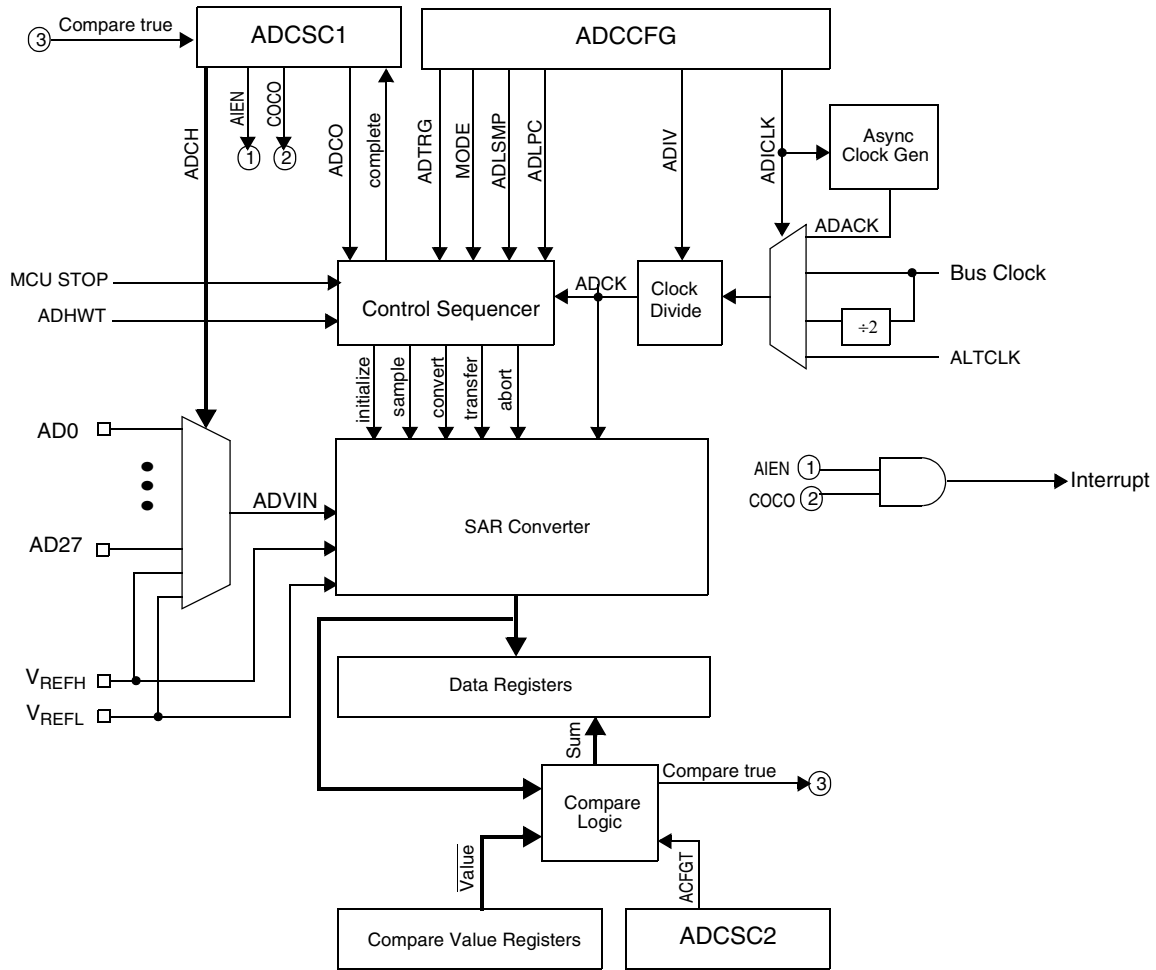 3
Compare true
ADCSC1
ADCCFG
ADCH
AIEN
COCO
ADCO
complete
ADTRG
MODE
ADLSMP
ADLPC
ADIV
ADICLK
Async
Clock Gen
1
2
ADACK
MCU STOP
ADHWT
Control Sequencer
ADCK
Clock
Divide
Bus Clock
÷2
ALTCLK
initialize
sample
convert
transfer
abort
AD0
AD27
ADVIN
SAR Converter
AIEN 1
COCO 2
Interrupt
VREFH
VREFL
Data Registers
Sum
Compare true
3
Compare
Logic
Value
ACFGT
Compare Value Registers
ADCSC2